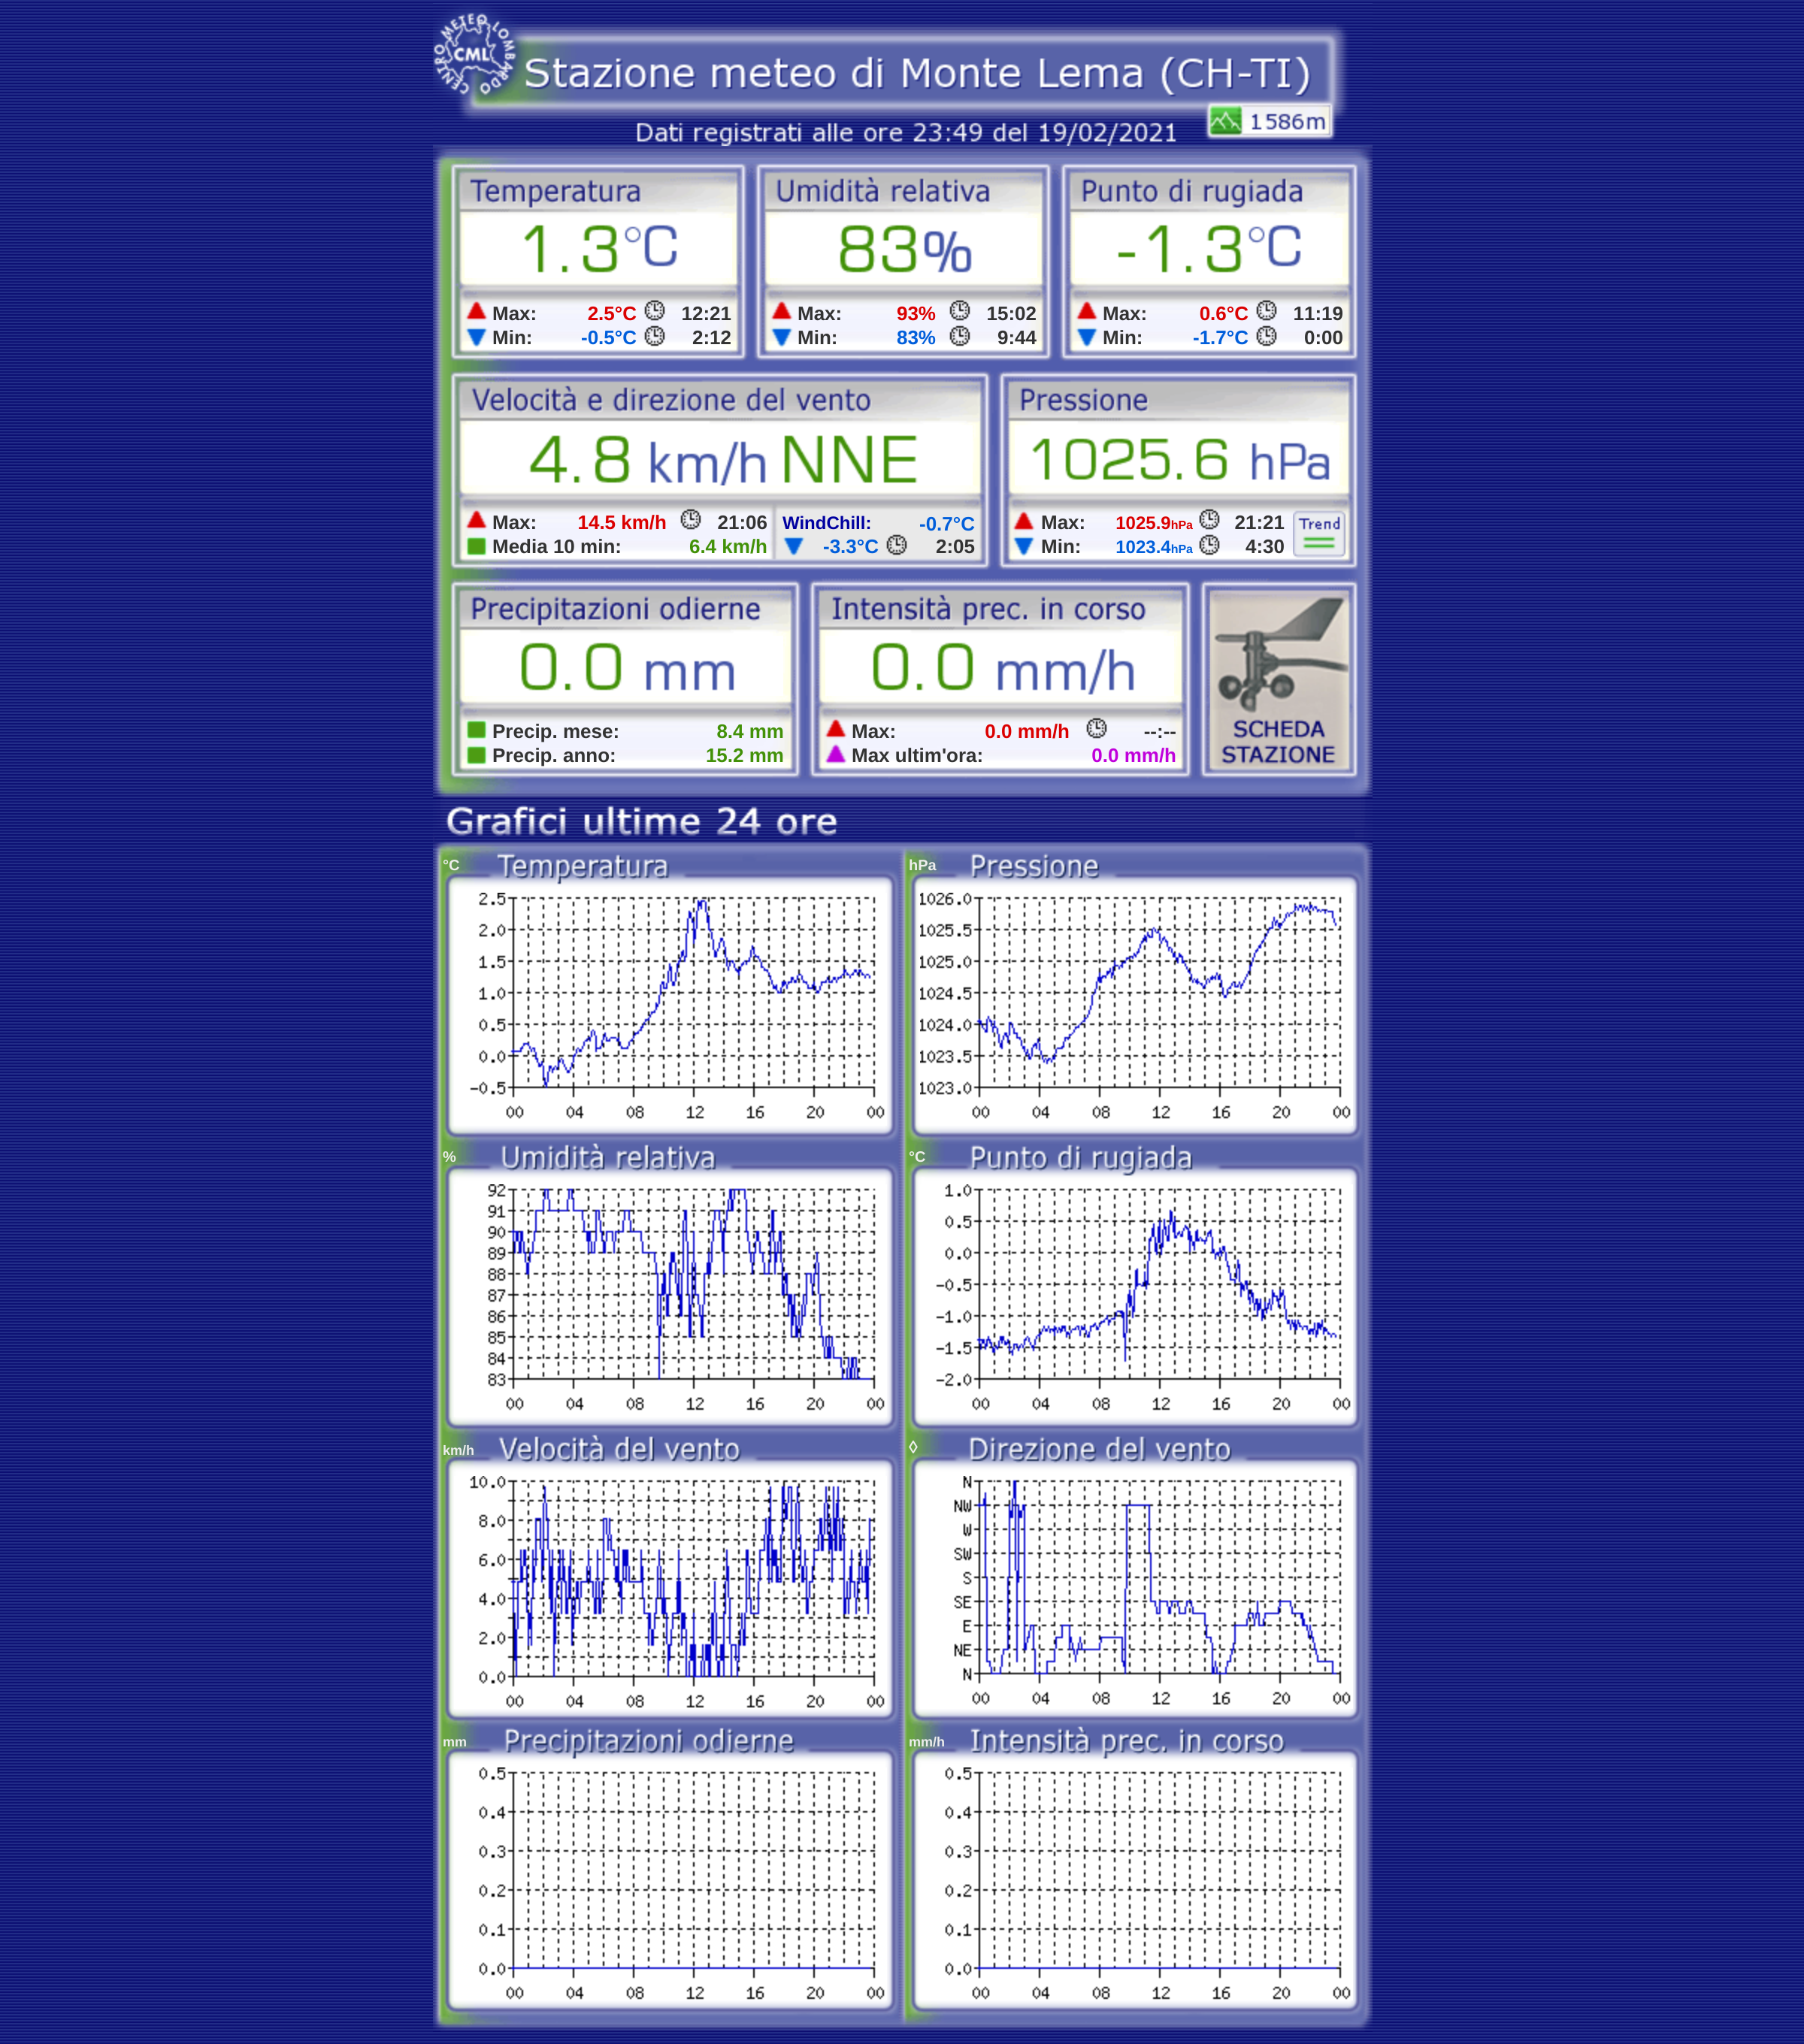 CENTRO METEO LOMBARDO
CML
Stazione meteo di Monte Lema (CH-TI)
1586m
Dati registrati alle ore 23:49 del 19/02/2021
Temperatura
1.3°C
Max: 2.5°C 12:21
Min: -0.5°C 2:12
Umidità relativa
83%
Max: 93% 15:02
Min: 83% 9:44
Punto di rugiada
-1.3°C
Max: 0.6°C 11:19
Min: -1.7°C 0:00
Velocità e direzione del vento
4.8 km/h NNE
Max: 14.5 km/h 21:06
Media 10 min: 6.4 km/h
WindChill: -0.7°C
-3.3°C 2:05
Pressione
1025.6 hPa
Max: 1025.9hPa 21:21
Min: 1023.4hPa 4:30
Trend
Precipitazioni odierne
0.0 mm
Precip. mese: 8.4 mm
Precip. anno: 15.2 mm
Intensità prec. in corso
0.0 mm/h
Max: 0.0 mm/h --:--
Max ultim'ora: 0.0 mm/h
SCHEDA
STAZIONE
Grafici ultime 24 ore
°C Temperatura
2.5
2.0
1.5
1.0
0.5
0.0
-0.5
00 04 08 12 16 20 00
hPa Pressione
1026.0
1025.5
1025.0
1024.5
1024.0
1023.5
1023.0
00 04 08 12 16 20 00
% Umidità relativa
92
91
90
89
88
87
86
85
84
83
00 04 08 12 16 20 00
°C Punto di rugiada
1.0
0.5
0.0
-0.5
-1.0
-1.5
-2.0
00 04 08 12 16 20 00
km/h Velocità del vento
10.0
8.0
6.0
4.0
2.0
0.0
00 04 08 12 16 20 00
◊ Direzione del vento
N
NW
W
SW
S
SE
E
NE
N
00 04 08 12 16 20 00
mm Precipitazioni odierne
0.5
0.4
0.3
0.2
0.1
0.0
00 04 08 12 16 20 00
mm/h Intensità prec. in corso
0.5
0.4
0.3
0.2
0.1
0.0
00 04 08 12 16 20 00